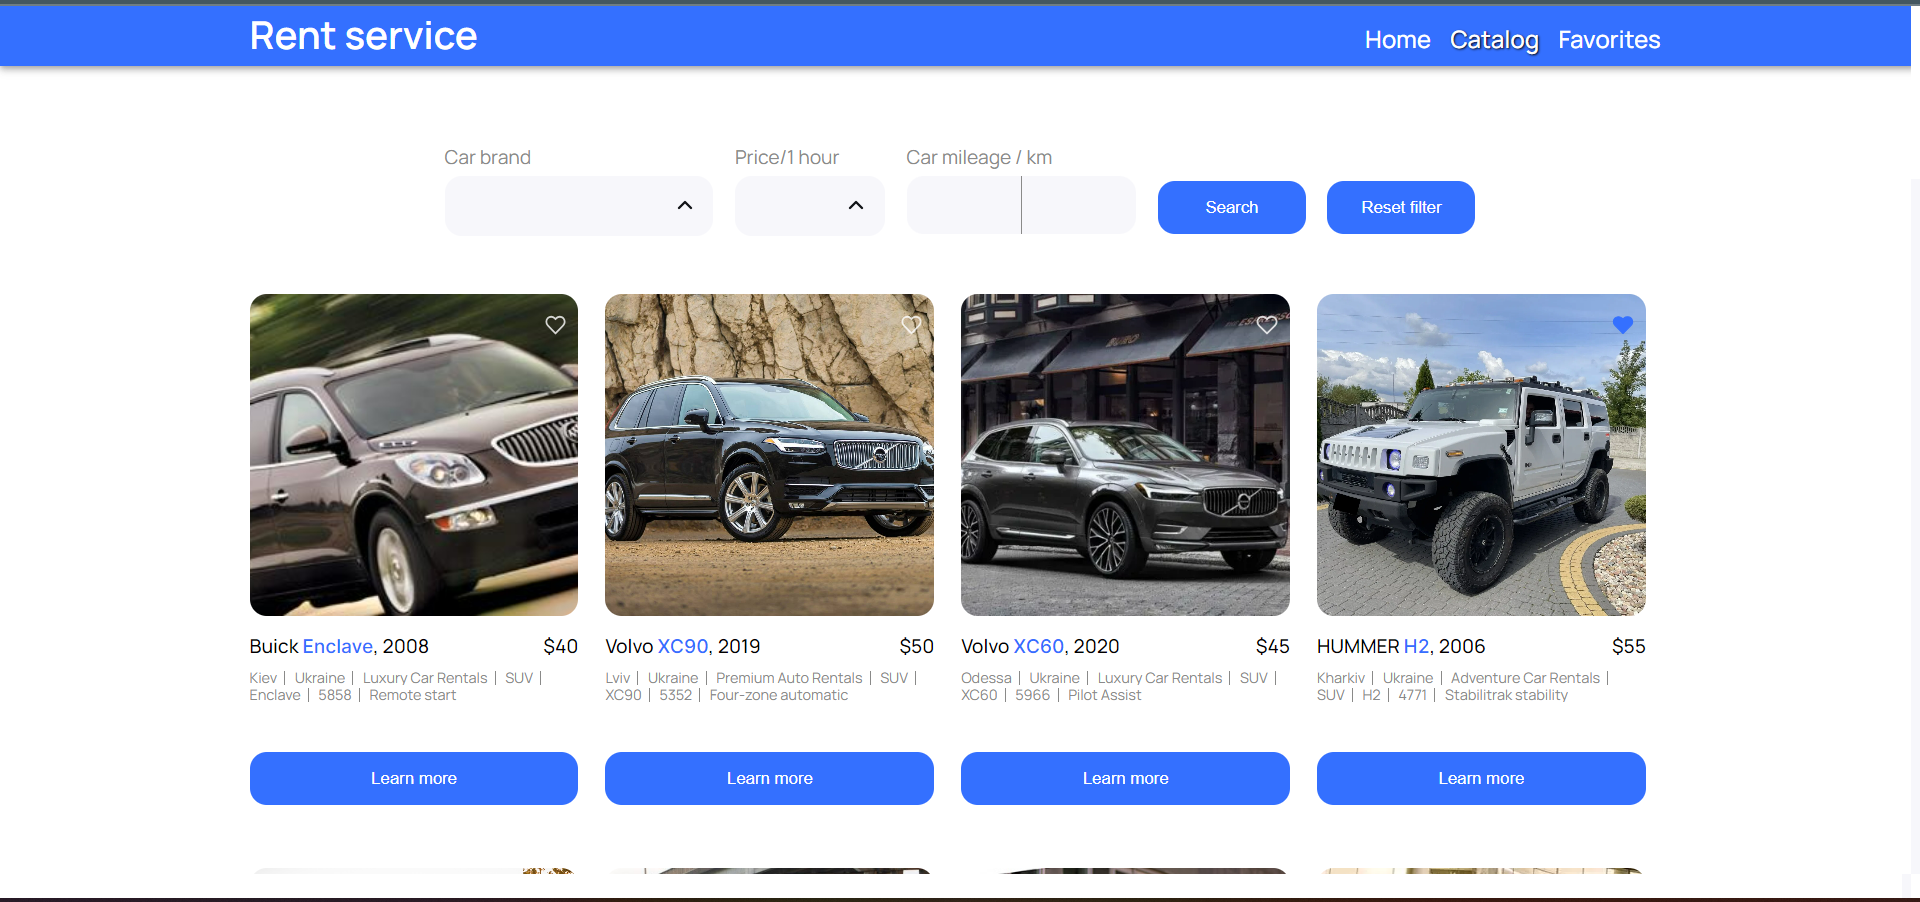 Rent service
Home Catalog Favorites
Car brand
Price/1 hour
Car mileage / km
Search
Reset filter
Buick Enclave, 2008 $40
Kiev | Ukraine | Luxury Car Rentals | SUV |
Enclave | 5858 | Remote start
Learn more
Volvo XC90, 2019 $50
Lviv | Ukraine | Premium Auto Rentals | SUV |
XC90 | 5352 | Four-zone automatic
Learn more
Volvo XC60, 2020 $45
Odessa | Ukraine | Luxury Car Rentals | SUV |
XC60 | 5966 | Pilot Assist
Learn more
HUMMER H2, 2006 $55
Kharkiv | Ukraine | Adventure Car Rentals |
SUV | H2 | 4771 | Stabilitrak stability
Learn more